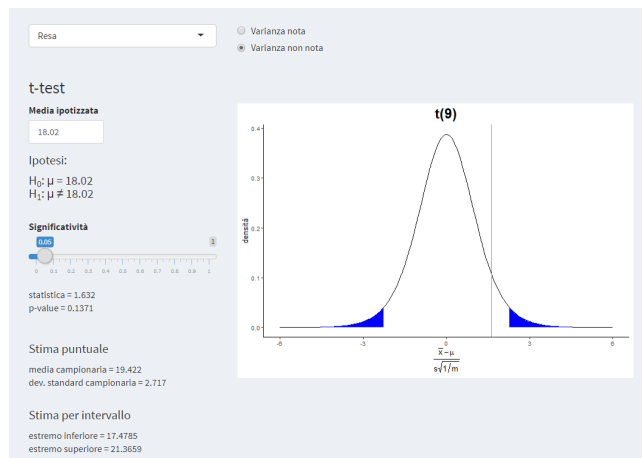 Resa
Varianza nota
Varianza non nota
t-test
Media ipotizzata
18.02
Ipotesi:
H0: μ = 18.02
H1: μ ≠ 18.02
Significatività
0.05
1
0 0.1 0.2 0.3 0.4 0.5 0.6 0.7 0.8 0.9 1
statistica = 1.632
p-value = 0.1371
Stima puntuale
media campionaria = 19.422
dev. standard campionaria = 2.717
Stima per intervallo
estremo inferiore = 17.4785
estremo superiore = 21.3659
t(9)
densità
0.4
0.3
0.2
0.1
0.0
-6 -3 0 3 6
x̄ − μ
s√1/m